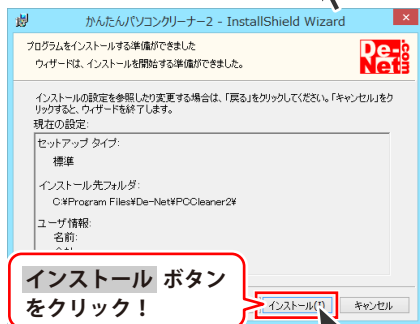 かんたんパソコンクリーナー2 - InstallShield Wizard
プログラムをインストールする準備ができました
ウィザードは、インストールを開始する準備ができました。
De-
Net
インストールの設定を参照したり変更する場合は、「戻る」をクリックしてください。「キャンセル」をク
リックすると、ウィザードを終了します。
現在の設定:
セットアップ タイプ:
標準
インストール先フォルダ:
C:¥Program Files¥De-Net¥PCCleaner2¥
ユーザ情報:
名前:
インストール ボタン
をクリック！
インストール(I)
キャンセル